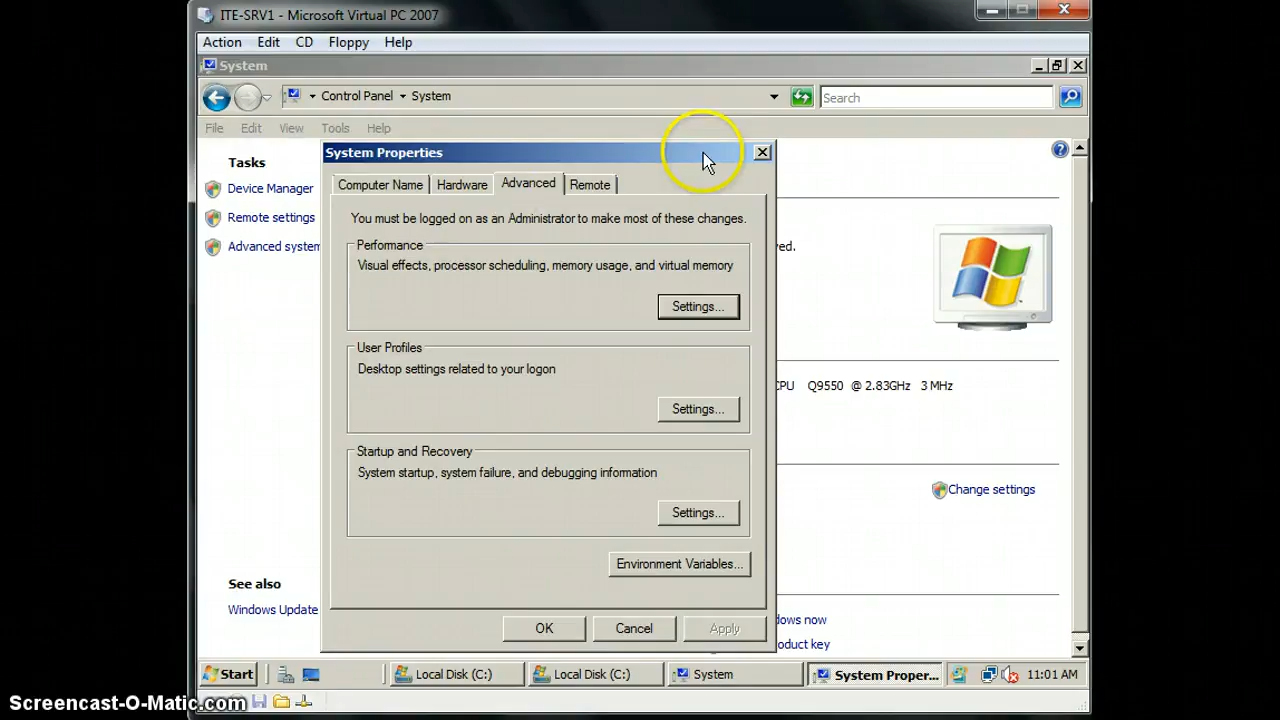 ITE-SRV1 - Microsoft Virtual PC 2007
Action Edit CD Floppy Help
System
Control Panel System
Search
File Edit View Tools Help
Tasks
Device Manager
Remote settings
Advanced system
System Properties
Computer Name Hardware Advanced Remote
You must be logged on as an Administrator to make most of these changes.
Performance
Visual effects, processor scheduling, memory usage, and virtual memory
Settings...
User Profiles
Desktop settings related to your logon
Settings...
Startup and Recovery
System startup, system failure, and debugging information
Settings...
Environment Variables...
OK Cancel Apply
ved.
CPU Q9550 @ 2.83GHz 3 MHz
Change settings
See also
Windows Update
dows now
oduct key
Start Local Disk (C:) Local Disk (C:) System System Proper... 11:01 AM
Screencast-O-Matic.com